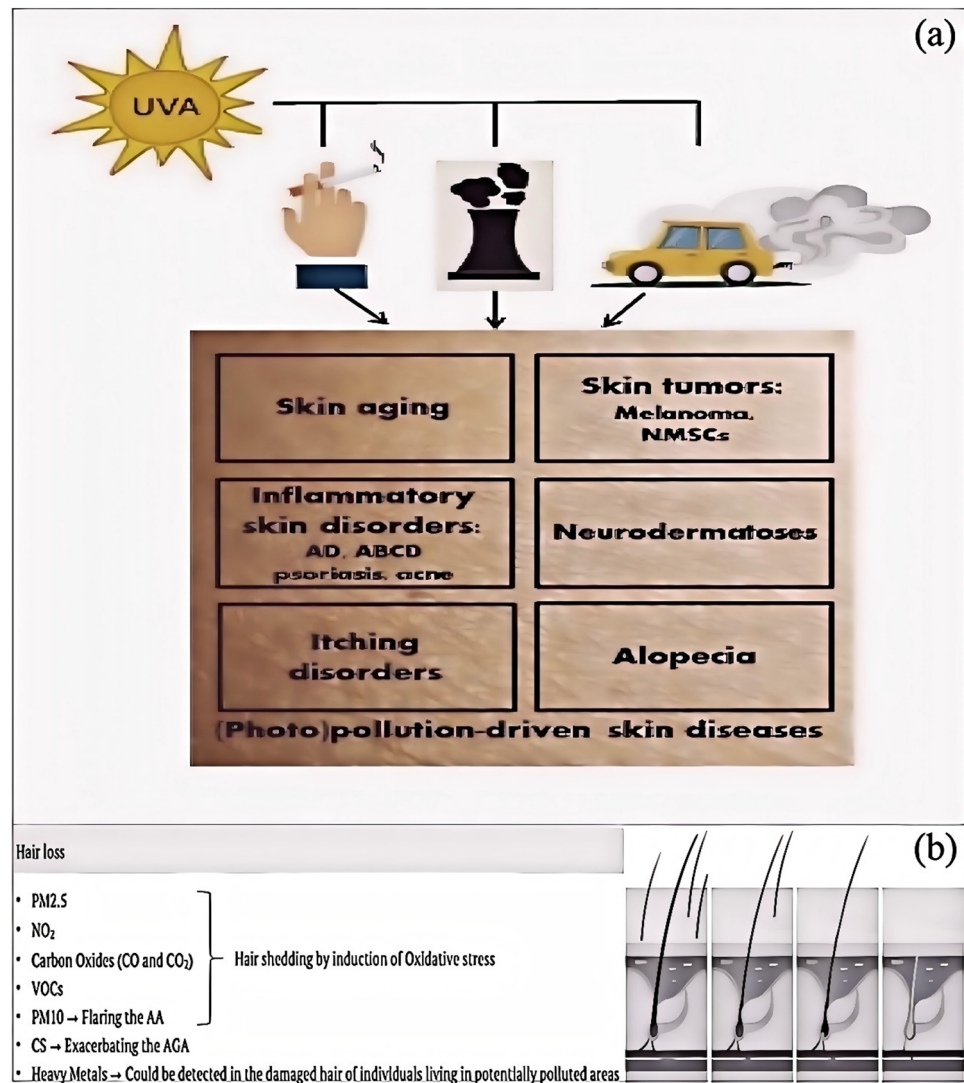 (a)
UVA
Skin aging
Skin tumors:
Melanoma,
NMSCs
Inflammatory
skin disorders:
AD, ABCD
psoriasis, acne
Neurodermatoses
Itching
disorders
Alopecia
(Photo)pollution-driven skin diseases
(b)
Hair loss
• PM2.5
• NO₂
• Carbon Oxides (CO and CO₂)
• VOCs
• PM10 → Flaring the AA
Hair shedding by induction of Oxidative stress
• CS → Exacerbating the AGA
• Heavy Metals → Could be detected in the damaged hair of individuals living in potentially polluted areas